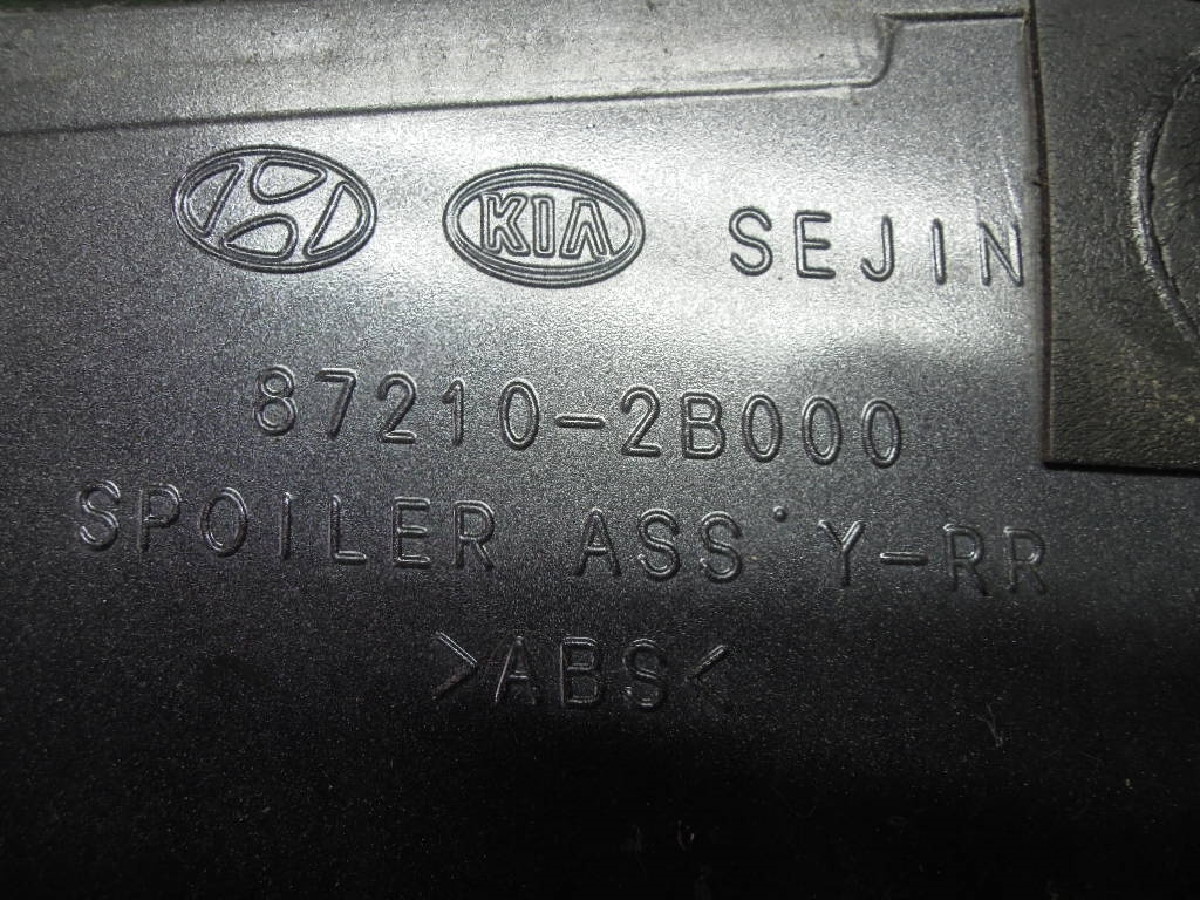 KIA SEJIN
87210-2B000
SPOILER ASS'Y-RR
>ABS<